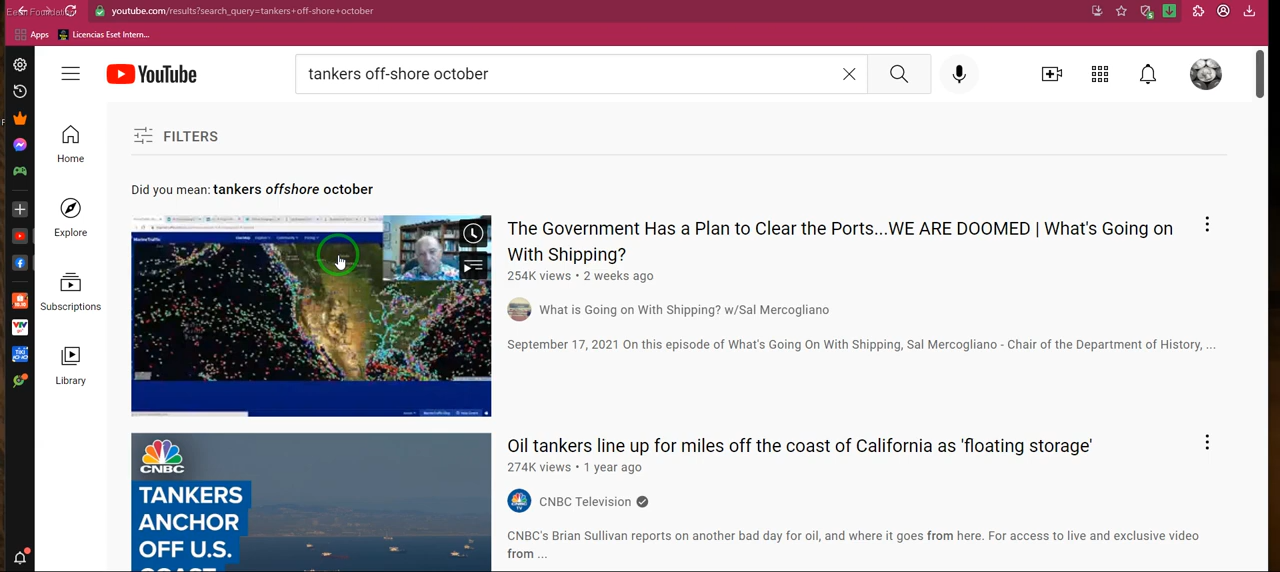 youtube.com/results?search_query=tankers+off-shore+october
5
Apps
Licencias Eset Intern...
YouTube
tankers off-shore october
FILTERS
Home
Explore
Subscriptions
Library
Did you mean: tankers offshore october
The Government Has a Plan to Clear the Ports...WE ARE DOOMED | What's Going on
With Shipping?
254K views • 2 weeks ago
What is Going on With Shipping? w/Sal Mercogliano
September 17, 2021 On this episode of What's Going On With Shipping, Sal Mercogliano - Chair of the Department of History, ...
MarineTraffic
CNBC
TANKERS
ANCHOR
OFF U.S.
COAST
Oil tankers line up for miles off the coast of California as 'floating storage'
274K views • 1 year ago
CNBC Television
CNBC's Brian Sullivan reports on another bad day for oil, and where it goes from here. For access to live and exclusive video
from ...